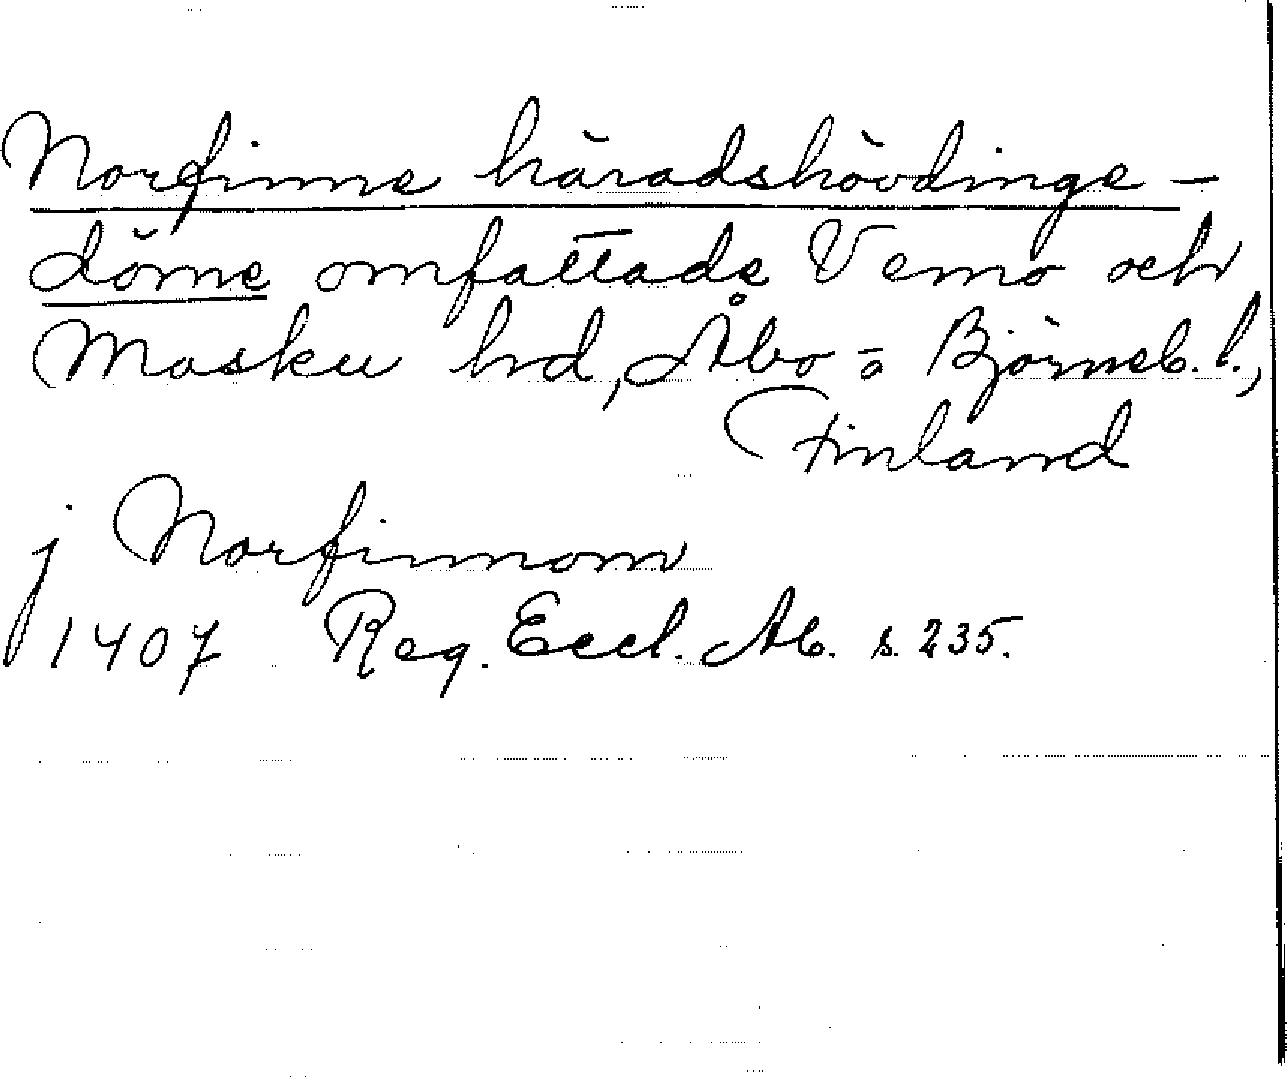 Norfinne häradshövdinge-
döme omfattade Vemo och
Masku hd, Åbo - o Björneb. l.,
Finland
j Norfinnom
1407 Reg. Eccl. Ab. s. 235.